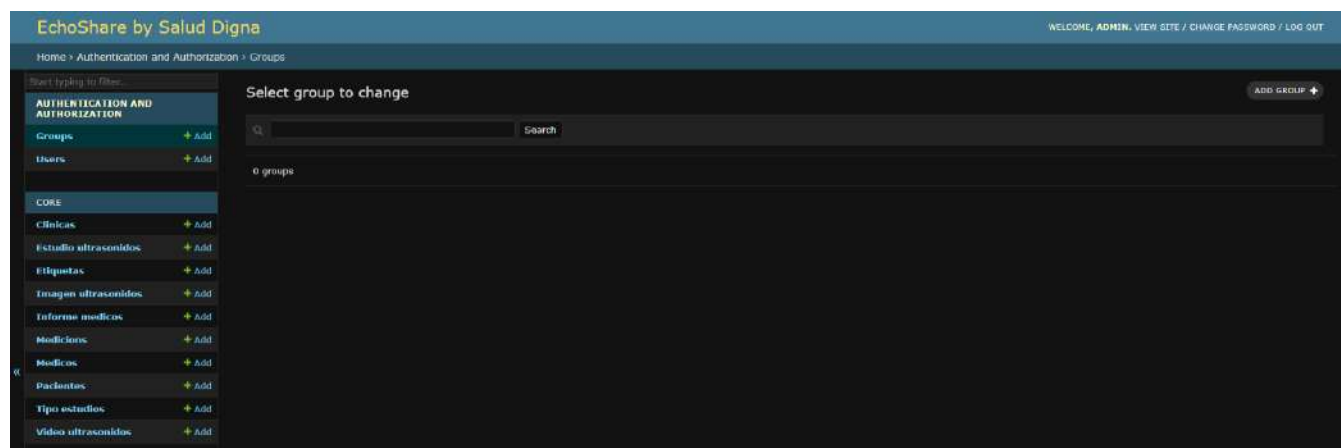 EchoShare by Salud Digna
WELCOME, ADMIN. VIEW SITE / CHANGE PASSWORD / LOG OUT
Home › Authentication and Authorization › Groups
Start typing to filter...
AUTHENTICATION AND
AUTHORIZATION
Groups + Add
Users + Add
CORE
Clinicas + Add
Estudio ultrasonidos + Add
Etiquetas + Add
Imagen ultrasonidos + Add
Informe medicos + Add
Medicions + Add
Medicos + Add
Pacientes + Add
Tipo estudios + Add
Video ultrasonidos + Add
«
Select group to change
ADD GROUP +
Search
0 groups